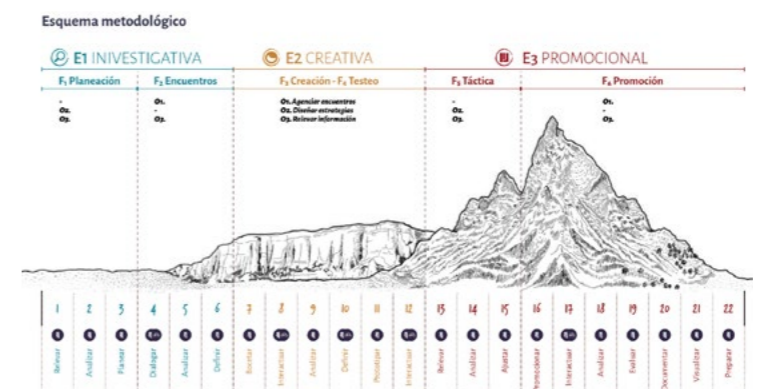 Esquema metodológico
E1 INIVESTIGATIVA
E2 CREATIVA
E3 PROMOCIONAL
F1 Planeación
F2 Encuentros
F3 Creación - F4 Testeo
F5 Táctica
F6 Promoción
-
O2.
O3.
O1.
-
O3.
O1. Agenciar encuentros
O2. Diseñar estrategias
O3. Relevar información
-
O2.
O3.
O1.
-
O3.
1 2 3 4 5 6 7 8 9 10 11 12 13 14 15 16 17 18 19 20 21 22
Relevar
Analizar
Planear
Dialogar
Analizar
Definir
Bocetar
Interactuar
Analizar
Definir
Prototipar
Interactuar
Relevar
Analizar
Ajustar
Promocionar
Interactuar
Analizar
Evaluar
Documentar
Visualizar
Preparar